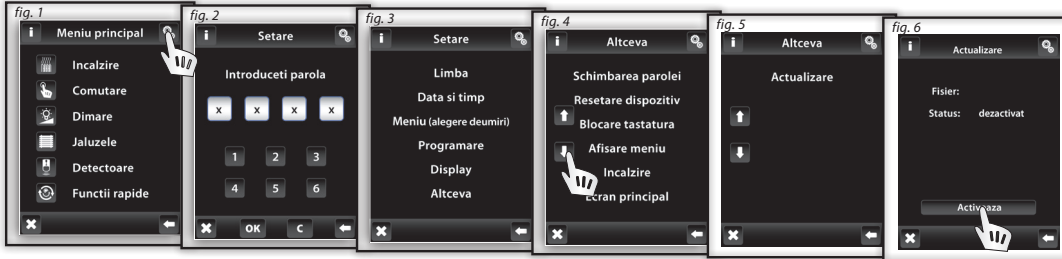 fig. 1
i Meniu principal
Incalzire
Comutare
Dimare
Jaluzele
Detectoare
Functii rapide
fig. 2
i Setare
Introduceti parola
x x x x
1 2 3
4 5 6
OK C
fig. 3
i Setare
Limba
Data si timp
Meniu (alegere deumiri)
Programare
Display
Altceva
fig. 4
i Altceva
Schimbarea parolei
Resetare dispozitiv
Blocare tastatura
Afisare meniu
Incalzire
Ecran principal
fig. 5
i Altceva
Actualizare
fig. 6
i Actualizare
Fisier:
Status: dezactivat
Activeaza